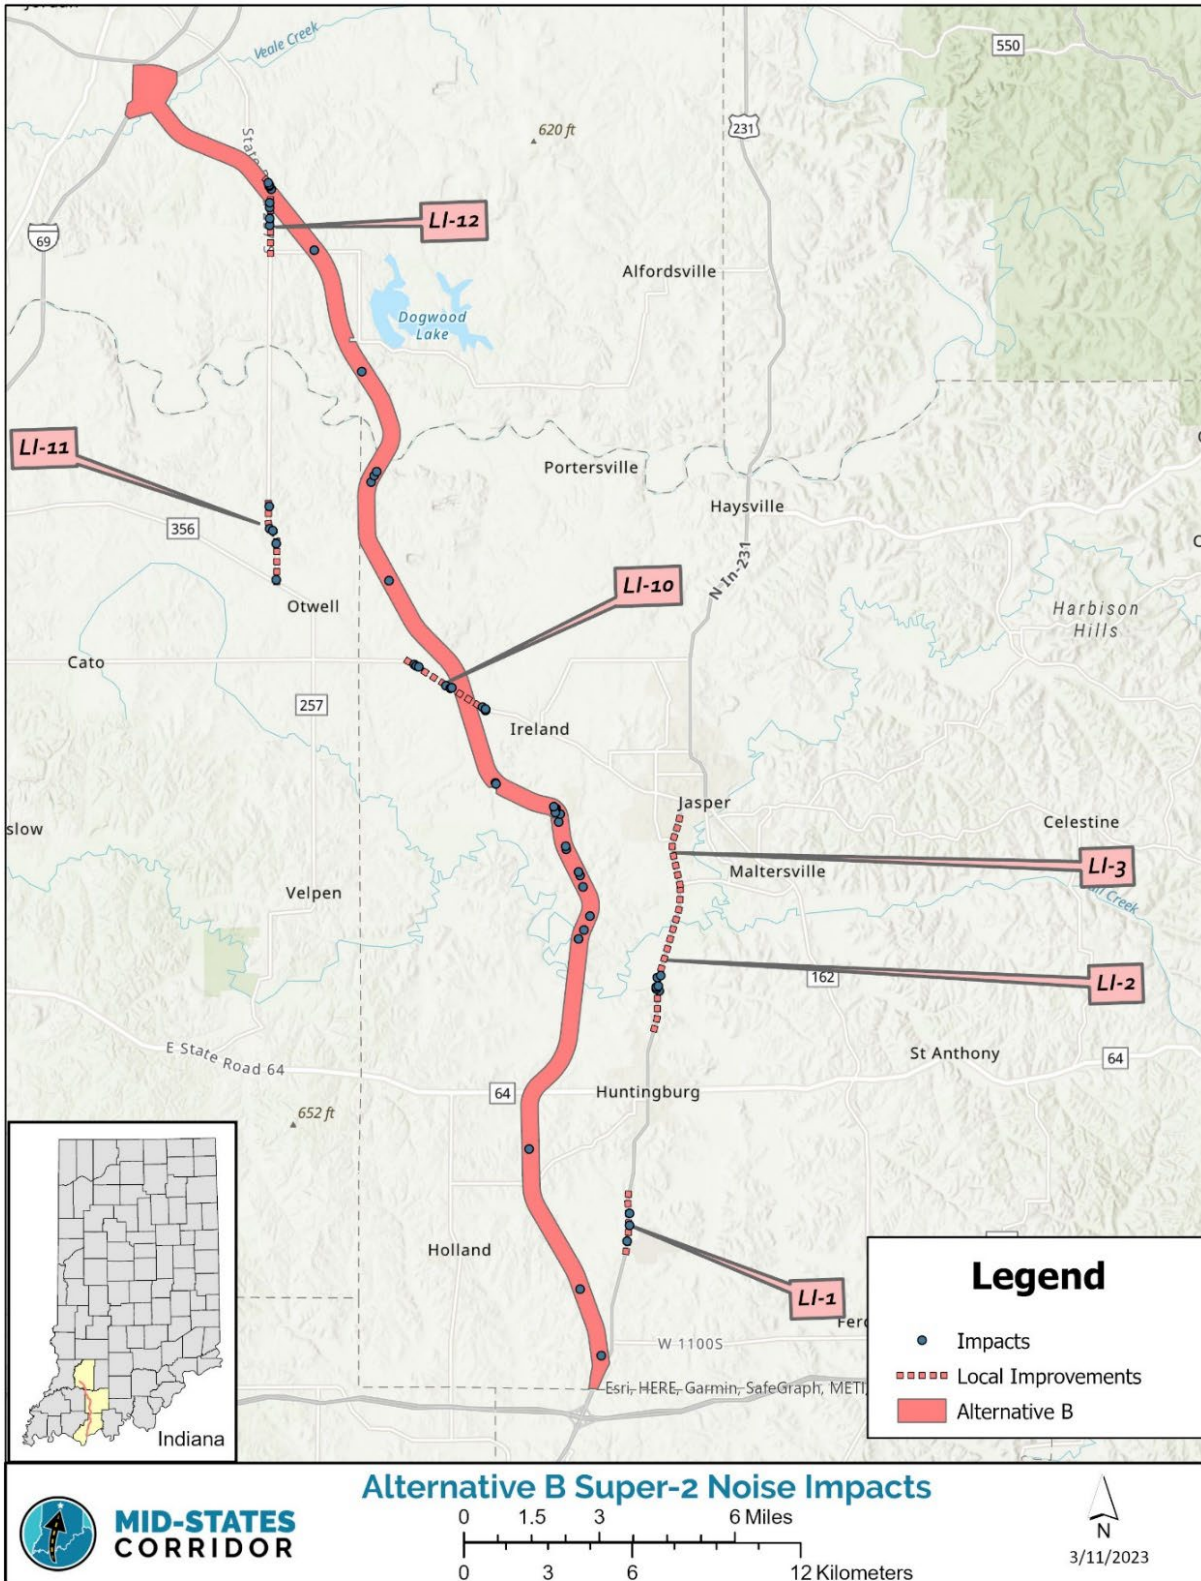 Jordan
Veale Creek
550
620 ft
231
State
LI-12
69
Alfordsville
Dogwood
Lake
LI-11
Portersville
Haysville
356
N In-231
LI-10
Otwell
Harbison
Hills
Cato
257
Ireland
Jasper
Celestine
slow
LI-3
Maltersville
Creek
Velpen
LI-2
162
E State Road 64
St Anthony
64
64
Huntingburg
652 ft
Holland
LI-1
Ferd
W 1100S
Esri, HERE, Garmin, SafeGraph, METI,
Legend
Impacts
Local Improvements
Alternative B
Indiana
MID-STATES
CORRIDOR
Alternative B Super-2 Noise Impacts
0 1.5 3 6 Miles
0 3 6 12 Kilometers
N
3/11/2023